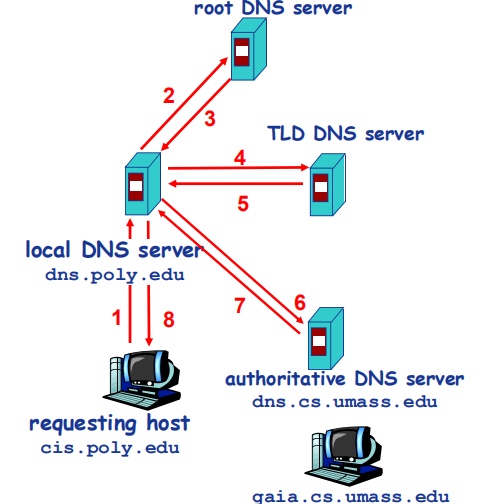 root DNS server
2
3
TLD DNS server
4
5
local DNS server
dns.poly.edu
1
8
7
6
authoritative DNS server
dns.cs.umass.edu
requesting host
cis.poly.edu
gaia.cs.umass.edu